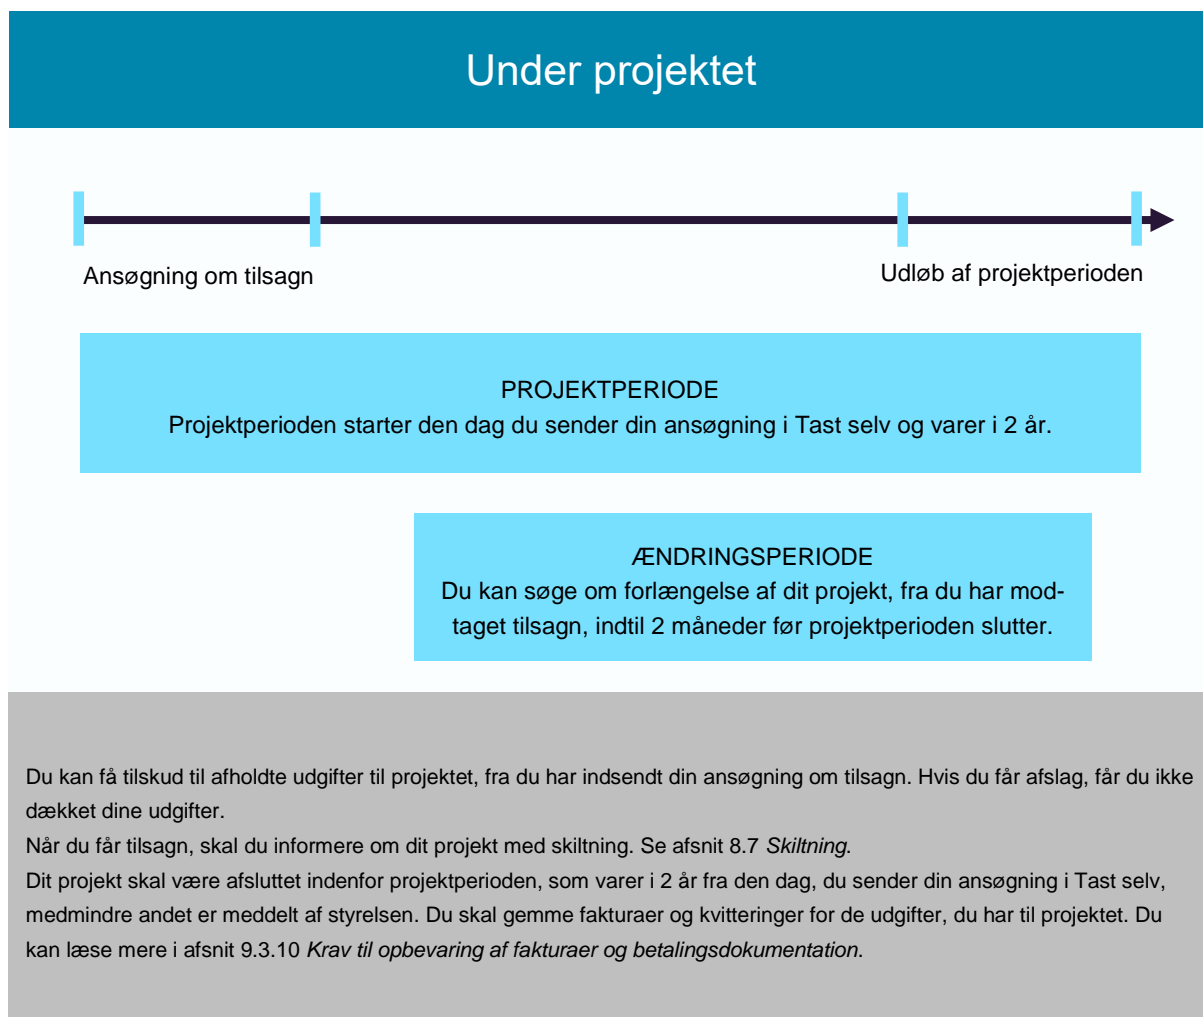 Under projektet
Ansøgning om tilsagn
Udløb af projektperioden
PROJEKTPERIODE
Projektperioden starter den dag du sender din ansøgning i Tast selv og varer i 2 år.
ÆNDRINGSPERIODE
Du kan søge om forlængelse af dit projekt, fra du har mod-
taget tilsagn, indtil 2 måneder før projektperioden slutter.
Du kan få tilskud til afholdte udgifter til projektet, fra du har indsendt din ansøgning om tilsagn. Hvis du får afslag, får du ikke
dækket dine udgifter.
Når du får tilsagn, skal du informere om dit projekt med skiltning. Se afsnit 8.7 Skiltning.
Dit projekt skal være afsluttet indenfor projektperioden, som varer i 2 år fra den dag, du sender din ansøgning i Tast selv,
medmindre andet er meddelt af styrelsen. Du skal gemme fakturaer og kvitteringer for de udgifter, du har til projektet. Du
kan læse mere i afsnit 9.3.10 Krav til opbevaring af fakturaer og betalingsdokumentation.